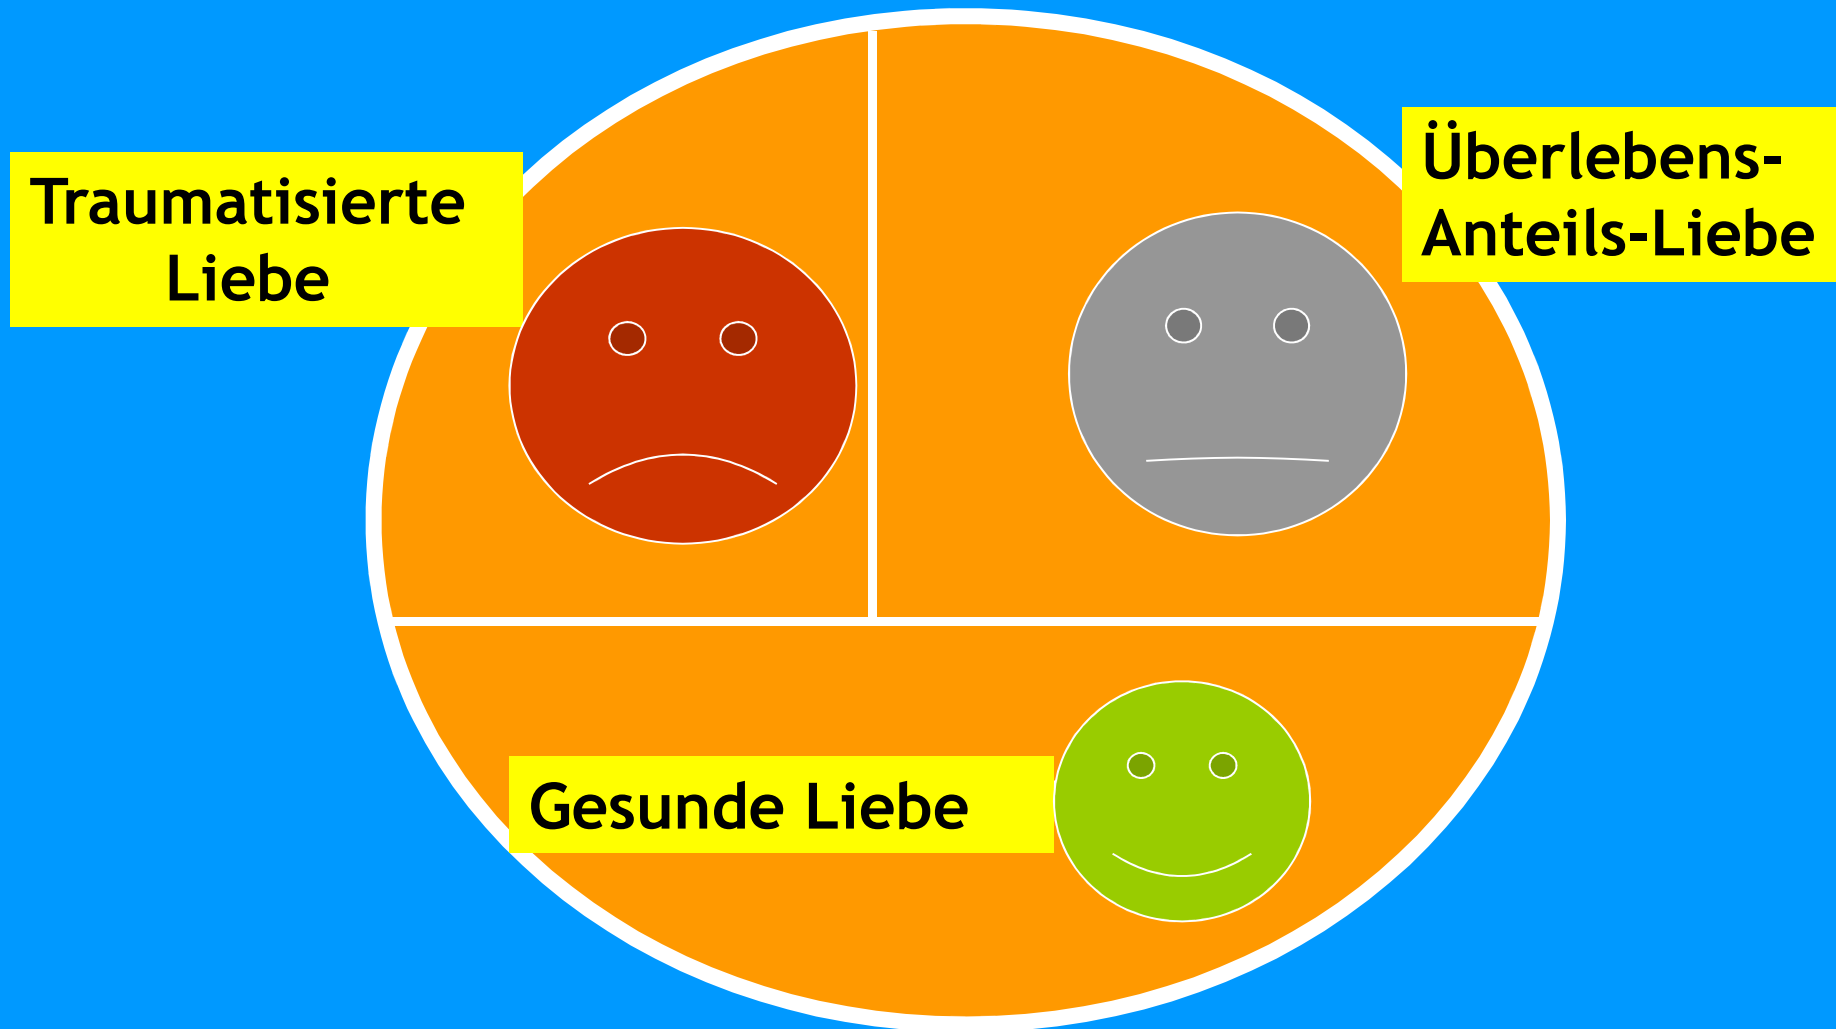 Traumatisierte
Liebe
Überlebens-
Anteils-Liebe
Gesunde Liebe